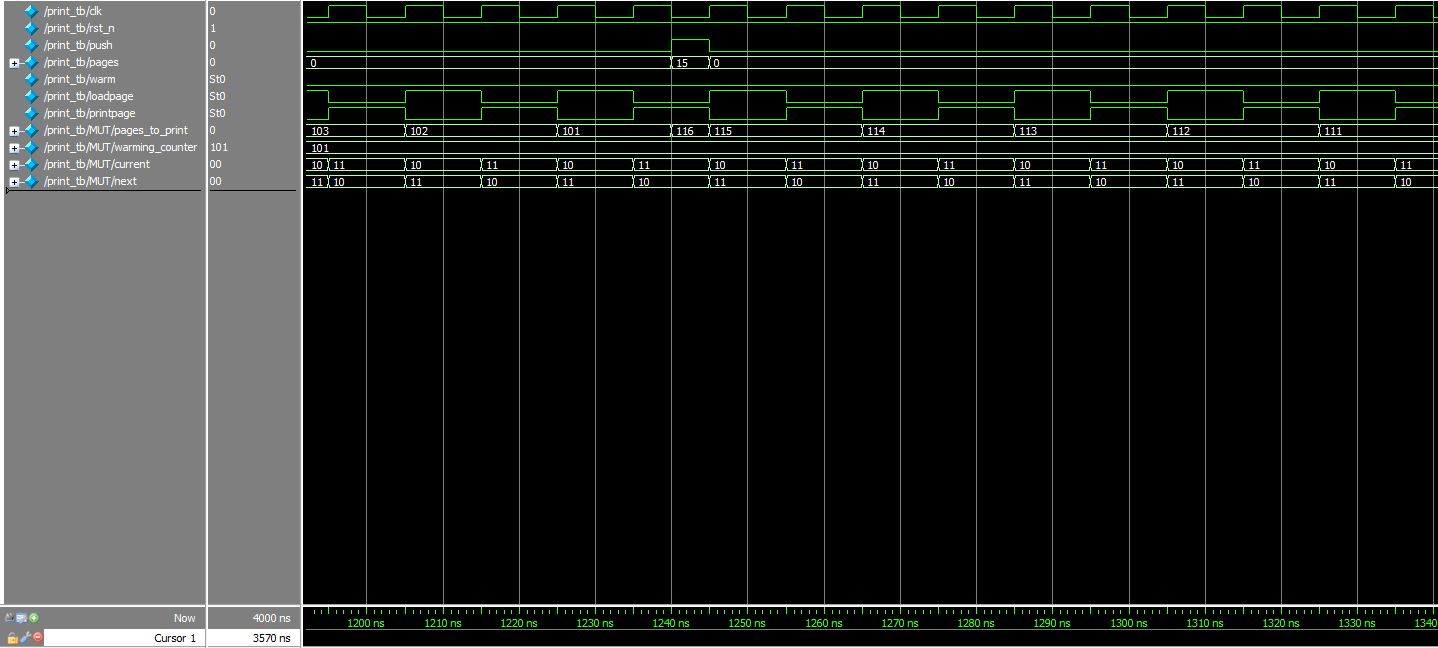 /print_tb/clk 0
/print_tb/rst_n 1
/print_tb/push 0
/print_tb/pages 0 0 15 0
/print_tb/warm St0
/print_tb/loadpage St0
/print_tb/printpage St0
/print_tb/MUT/pages_to_print 0 103 102 101 116 115 114 113 112 111
/print_tb/MUT/warming_counter 101 101
/print_tb/MUT/current 00 10 11 10 11 10 11 10 11 10 11 10 11 10 11 10 11
/print_tb/MUT/next 00 11 10 11 10 11 10 11 10 11 10 11 10 11 10 11 10
Now 4000 ns 1200 ns 1210 ns 1220 ns 1230 ns 1240 ns 1250 ns 1260 ns 1270 ns 1280 ns 1290 ns 1300 ns 1310 ns 1320 ns 1330 ns 1340
Cursor 1 3570 ns